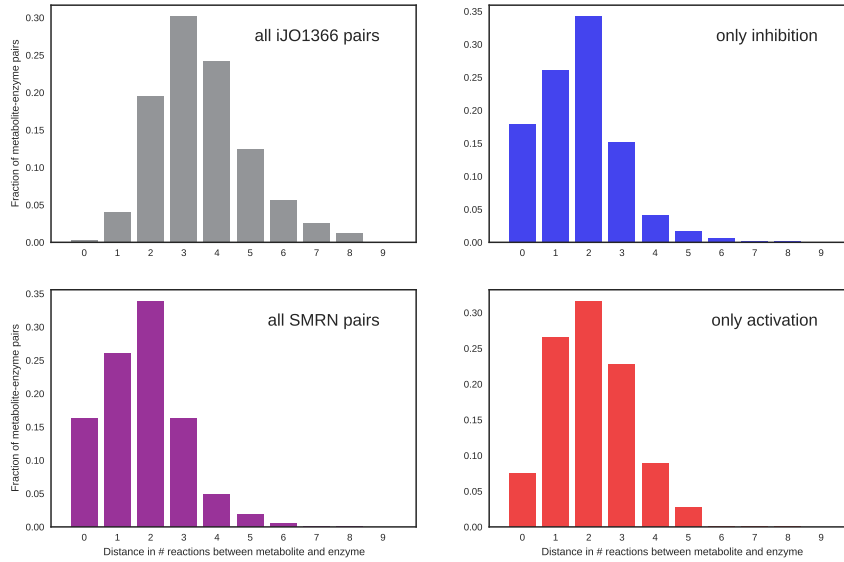 all iJO1366 pairs
Fraction of metabolite-enzyme pairs
0.30
0.25
0.20
0.15
0.10
0.05
0.00
0 1 2 3 4 5 6 7 8 9
only inhibition
0.35
0.30
0.25
0.20
0.15
0.10
0.05
0.00
0 1 2 3 4 5 6 7 8 9
all SMRN pairs
Fraction of metabolite-enzyme pairs
0.35
0.30
0.25
0.20
0.15
0.10
0.05
0.00
0 1 2 3 4 5 6 7 8 9
Distance in # reactions between metabolite and enzyme
only activation
0.30
0.25
0.20
0.15
0.10
0.05
0.00
0 1 2 3 4 5 6 7 8 9
Distance in # reactions between metabolite and enzyme